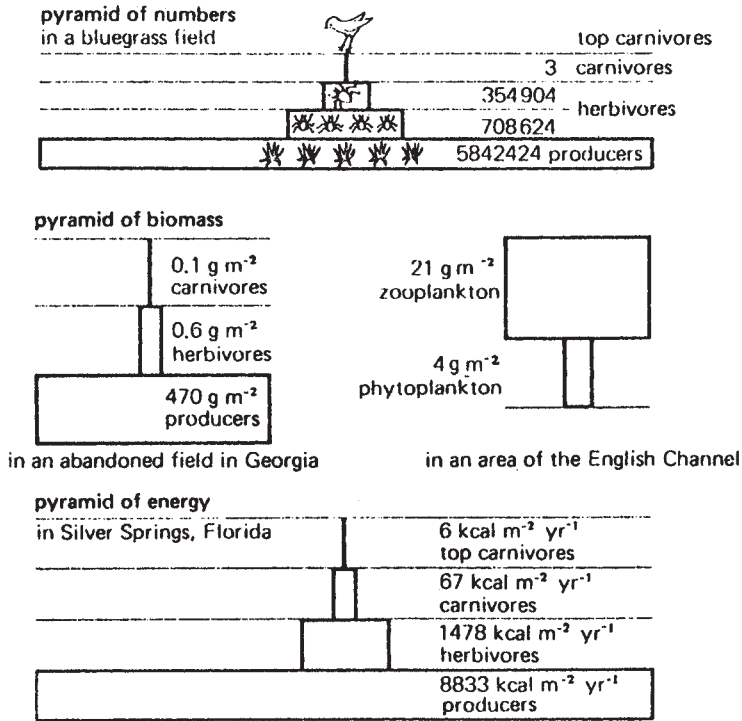 pyramid of numbers
in a bluegrass field
top carnivores
3 carnivores
354904
herbivores
708624
5842424 producers
pyramid of biomass
0.1 g m⁻²
carnivores
0.6 g m⁻²
herbivores
470 g m⁻²
producers
in an abandoned field in Georgia
21 g m⁻²
zooplankton
4 g m⁻²
phytoplankton
in an area of the English Channel
pyramid of energy
in Silver Springs, Florida
6 kcal m⁻² yr⁻¹
top carnivores
67 kcal m⁻² yr⁻¹
carnivores
1478 kcal m⁻² yr⁻¹
herbivores
8833 kcal m⁻² yr⁻¹
producers